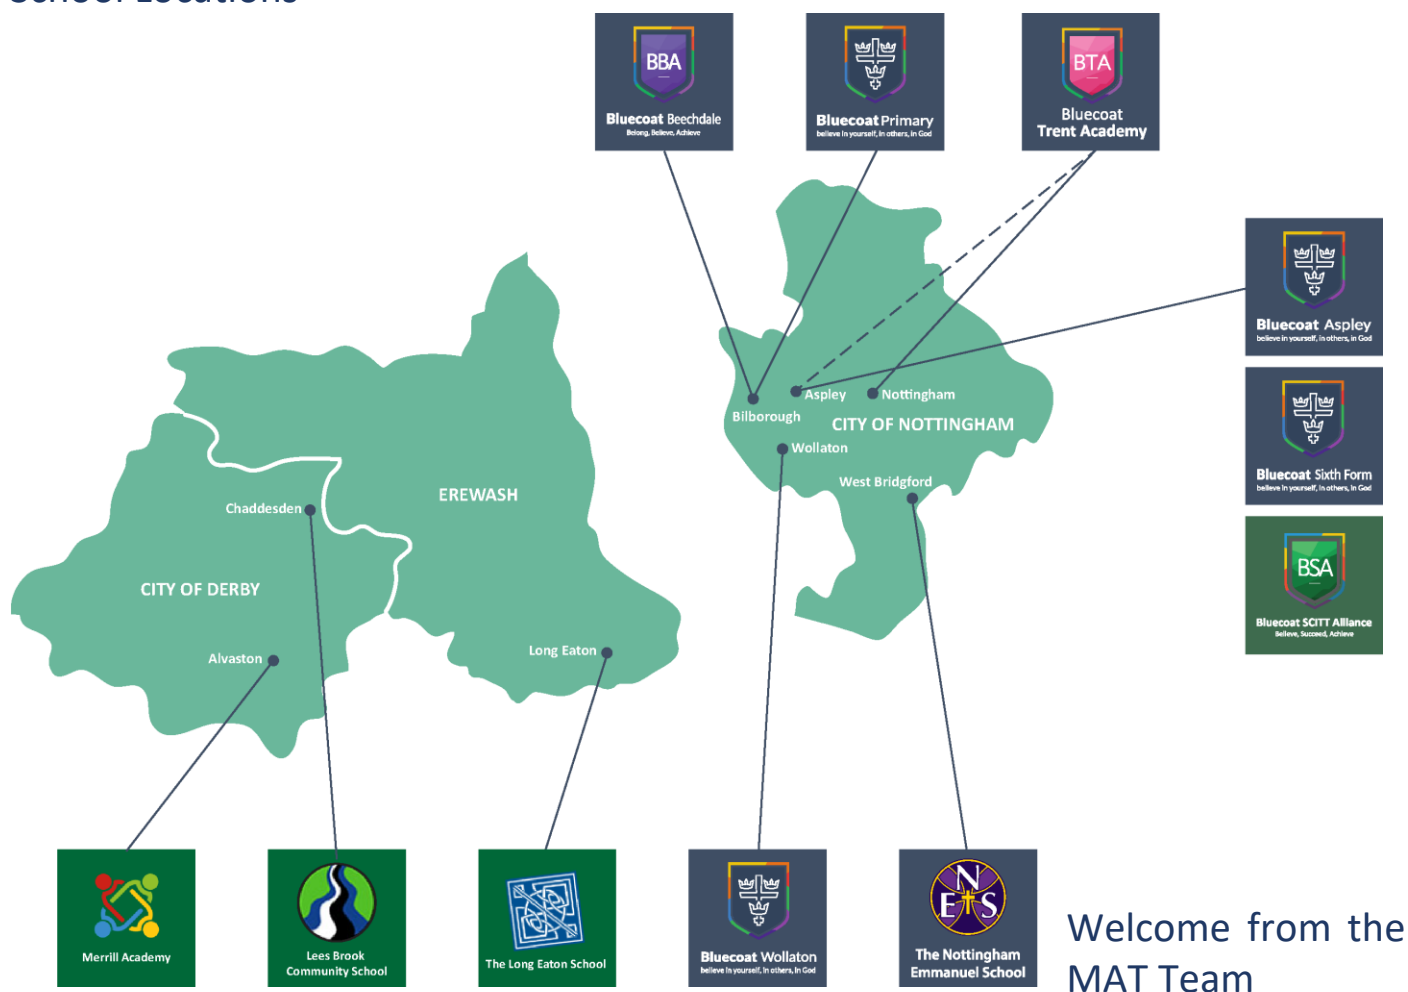 School Locations
BBA
Bluecoat Beechdale
Belong, Believe, Achieve
Bluecoat Primary
believe in yourself, in others, in God
BTA
Bluecoat
Trent Academy
Bluecoat Aspley
believe in yourself, in others, in God
Bluecoat Sixth Form
believe in yourself, in others, in God
BSA
Bluecoat SCITT Alliance
Believe, Succeed, Achieve
Aspley
Nottingham
Bilborough
CITY OF NOTTINGHAM
Wollaton
West Bridgford
EREWASH
Chaddesden
CITY OF DERBY
Alvaston
Long Eaton
Merrill Academy
Lees Brook
Community School
The Long Eaton School
Bluecoat Wollaton
believe in yourself, in others, in God
N
E S
The Nottingham
Emmanuel School
Welcome from the
MAT Team